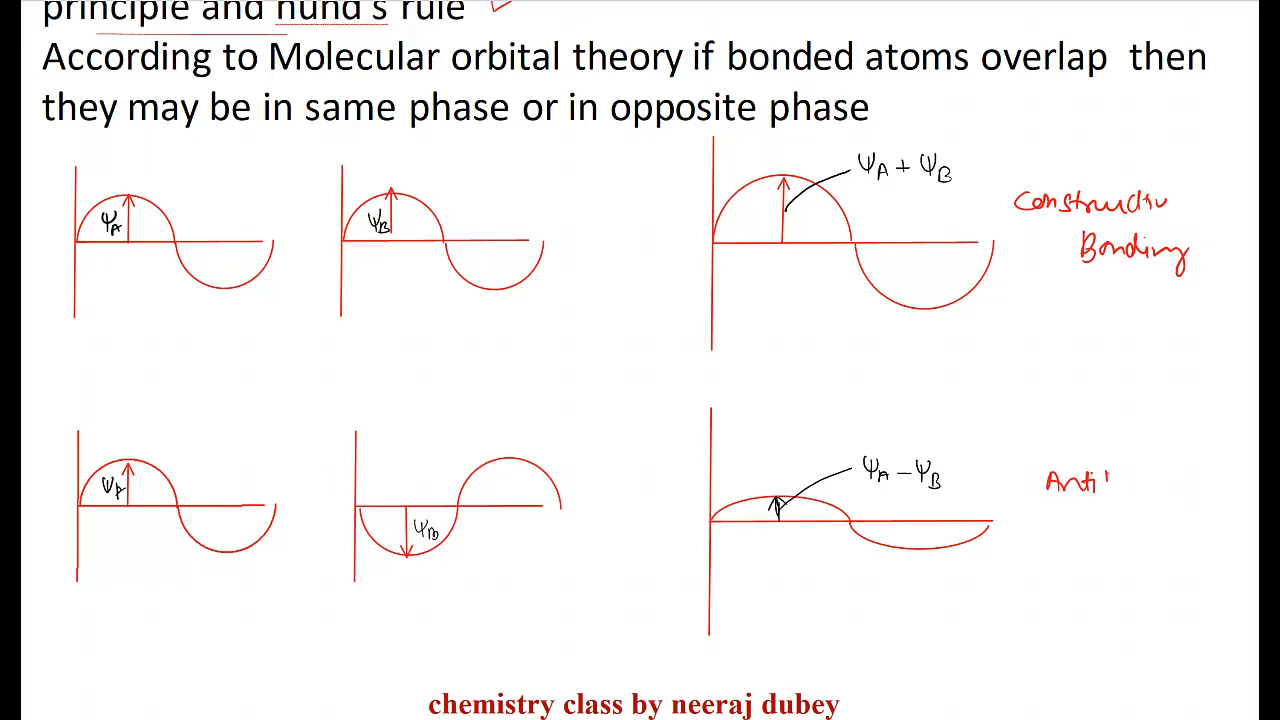 principle and hund's rule
According to Molecular orbital theory if bonded atoms overlap then
they may be in same phase or in opposite phase
ΨA ΨB ΨA + ΨB
Constructiv
Bonding
ΨA ΨB ΨA − ΨB
Anti
chemistry class by neeraj dubey